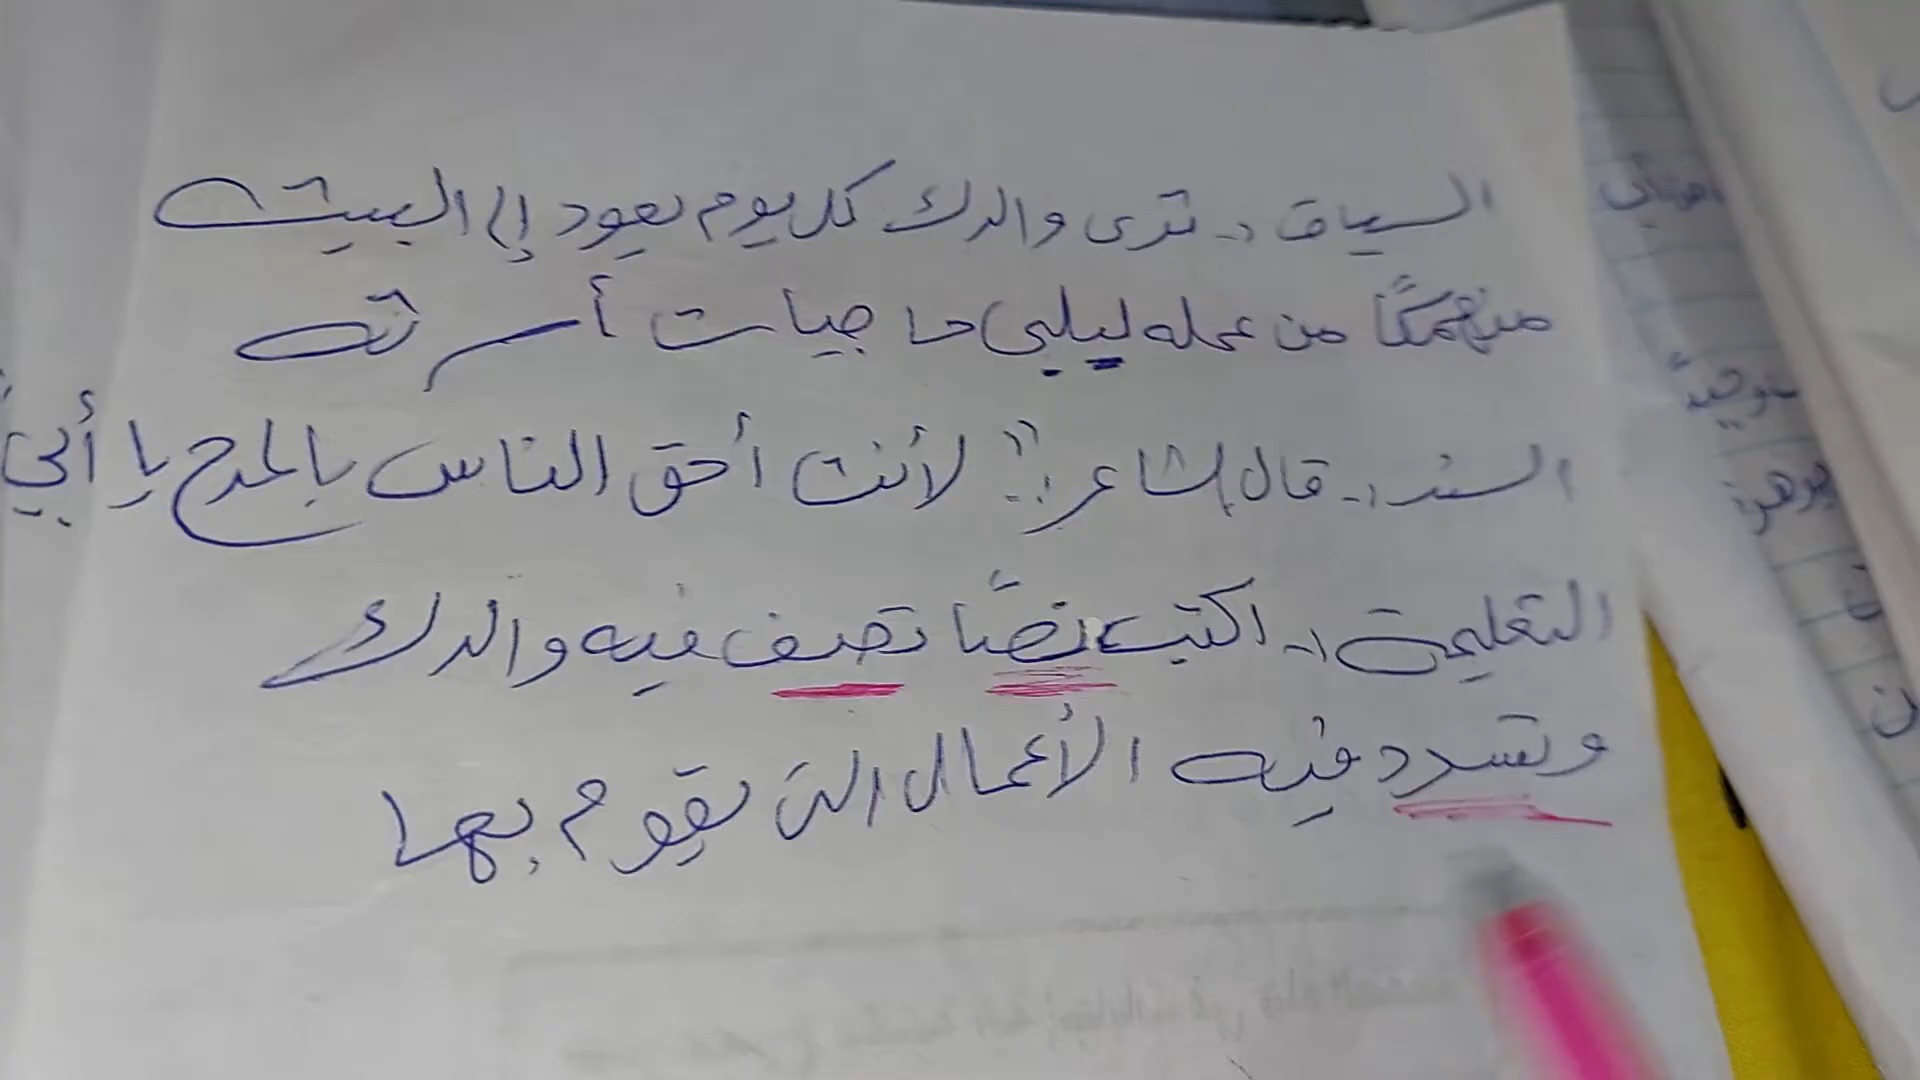 السياق :- ترى والدك كل يوم يعود إلى البيت
منهمكًا من عمله ليلبي حاجيات أسرته
السند :- قال الشاعر :" لأنت أحق الناس بالمدح يا أبي
التعليمة :- اكتب نصًا تصف فيه والدك
وتسرد فيه الأعمال التي يقوم بها